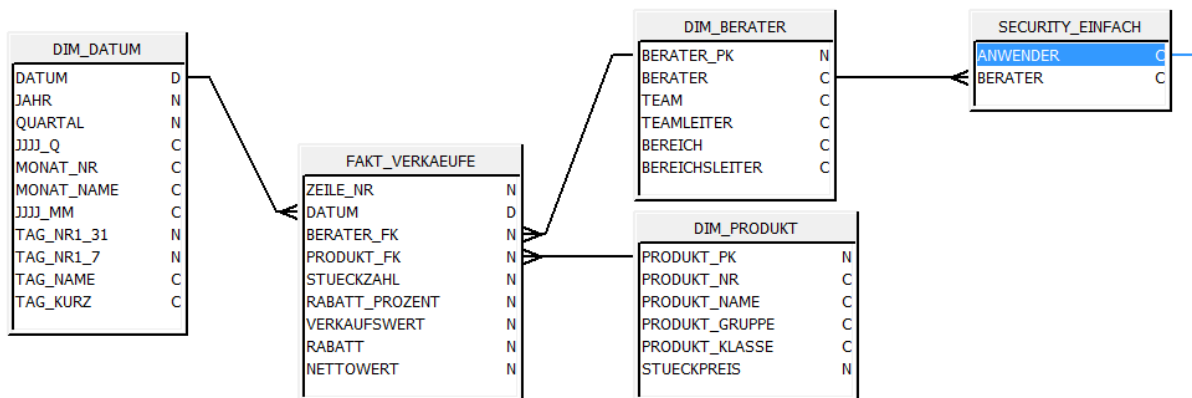 DIM_DATUM
DATUM D
JAHR N
QUARTAL N
JJJJ_Q C
MONAT_NR C
MONAT_NAME C
JJJJ_MM C
TAG_NR1_31 N
TAG_NR1_7 N
TAG_NAME C
TAG_KURZ C
FAKT_VERKAEUFE
ZEILE_NR N
DATUM D
BERATER_FK N
PRODUKT_FK N
STUECKZAHL N
RABATT_PROZENT N
VERKAUFSWERT N
RABATT N
NETTOWERT N
DIM_BERATER
BERATER_PK N
BERATER C
TEAM C
TEAMLEITER C
BEREICH C
BEREICHSLEITER C
DIM_PRODUKT
PRODUKT_PK N
PRODUKT_NR C
PRODUKT_NAME C
PRODUKT_GRUPPE C
PRODUKT_KLASSE C
STUECKPREIS N
SECURITY_EINFACH
ANWENDER C
BERATER C